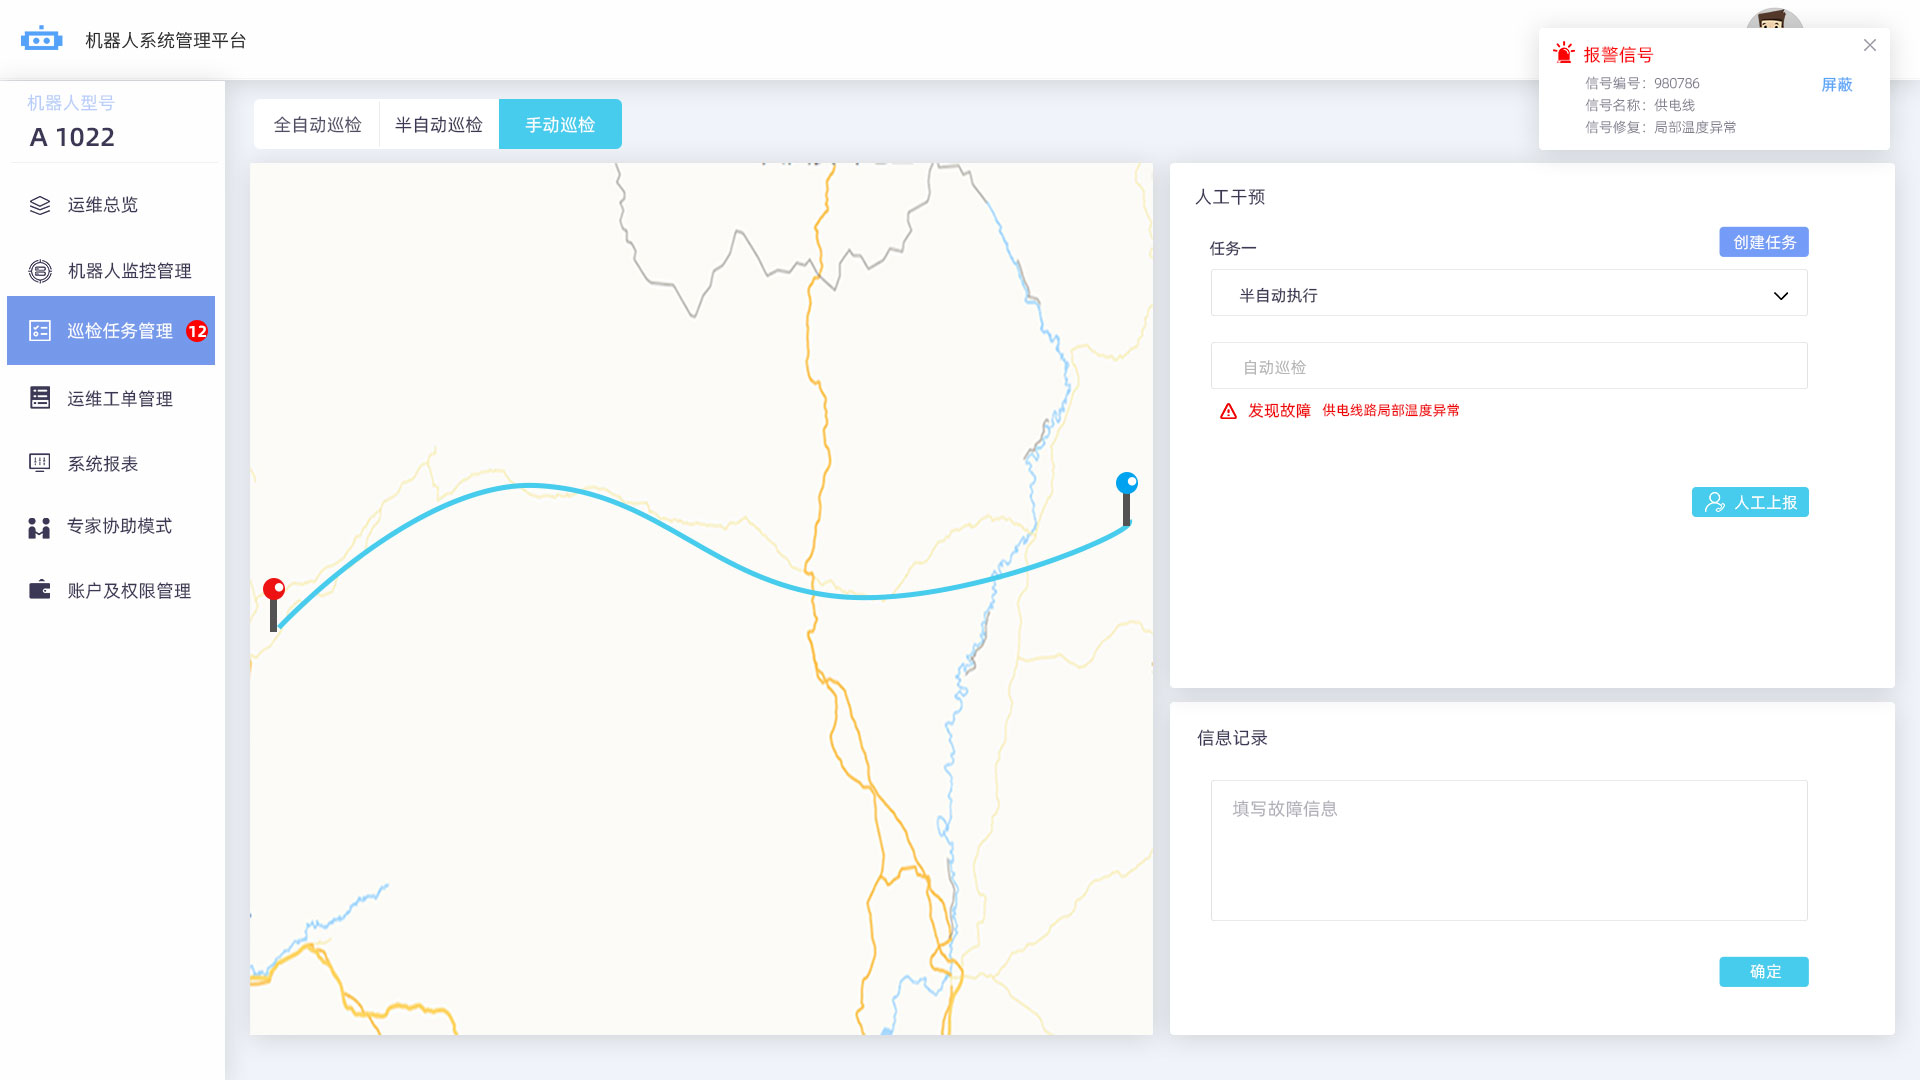 机器人系统管理平台
报警信号
信号编号：980786
屏蔽
信号名称：供电线
信号修复：局部温度异常
机器人型号
A 1022
运维总览
机器人监控管理
巡检任务管理 12
运维工单管理
系统报表
专家协助模式
账户及权限管理
全自动巡检 半自动巡检 手动巡检
人工干预
创建任务
任务一
半自动执行
自动巡检
发现故障 供电线路局部温度异常
人工上报
信息记录
填写故障信息
确定